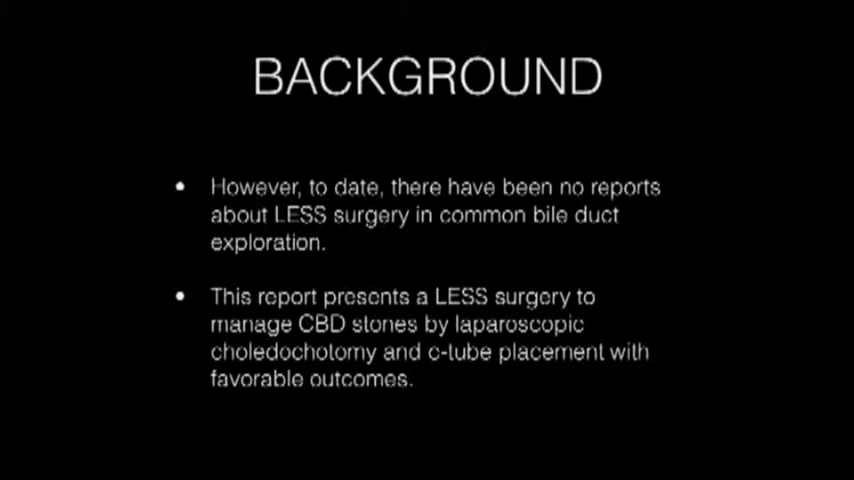 BACKGROUND
• However, to date, there have been no reports
about LESS surgery in common bile duct
exploration.
• This report presents a LESS surgery to
manage CBD stones by laparoscopic
choledochotomy and c-tube placement with
favorable outcomes.